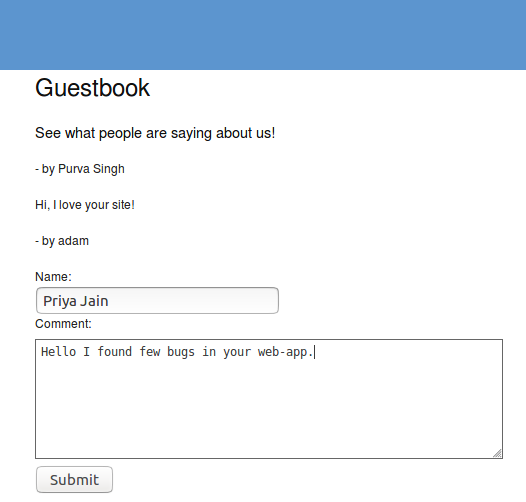 Guestbook
See what people are saying about us!
- by Purva Singh
Hi, I love your site!
- by adam
Name:
Priya Jain
Comment:
Hello I found few bugs in your web-app.
Submit